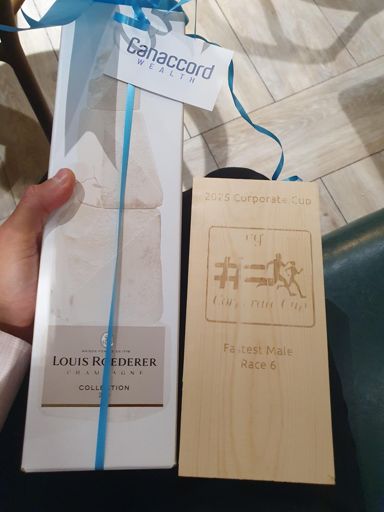 Canaccord
WEALTH
2025 Corporate Cup
Corporate Cup
Fastest Male
Race 6
LOUIS ROEDERER
CHAMPAGNE
COLLECTION